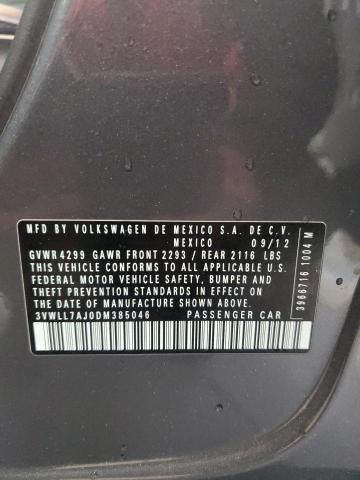 MFD BY VOLKSWAGEN DE MEXICO S.A. DE C.V.
MEXICO 09/12
GVWR 4299 GAWR FRONT 2293 / REAR 2116 LBS
THIS VEHICLE CONFORMS TO ALL APPLICABLE U.S.
FEDERAL MOTOR VEHICLE SAFETY, BUMPER AND
THEFT PREVENTION STANDARDS IN EFFECT ON
THE DATE OF MANUFACTURE SHOWN ABOVE
3VWLL7AJ0DM385046 PASSENGER CAR
3966716 1004 M